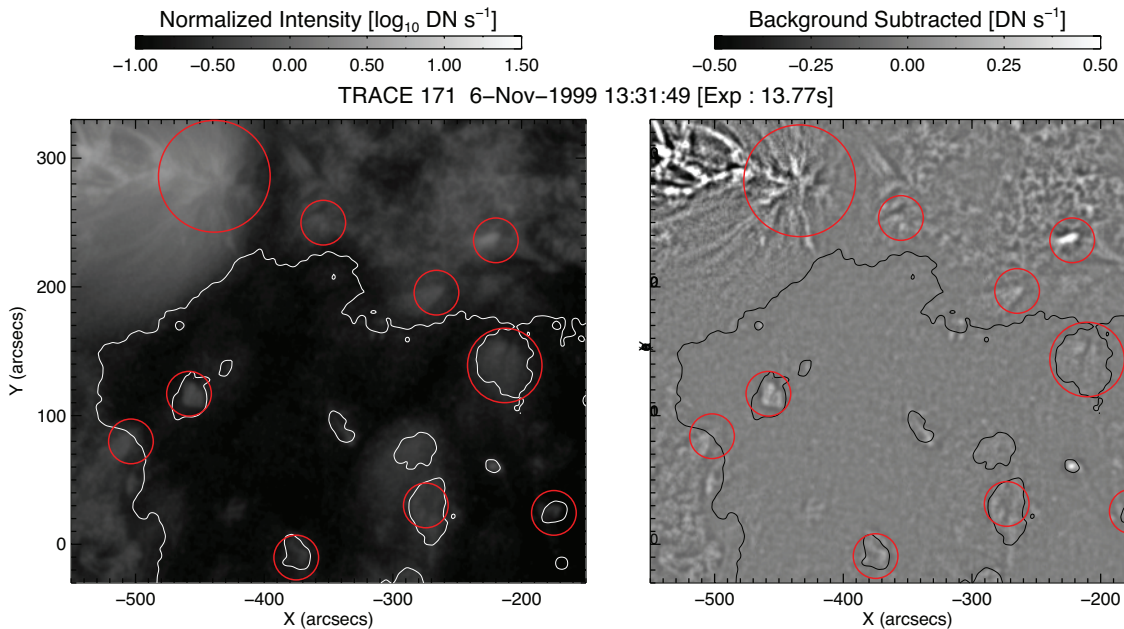 Normalized Intensity [log₁₀ DN s⁻¹] Background Subtracted [DN s⁻¹]
−1.00 −0.50 0.00 0.50 1.00 1.50 −0.50 −0.25 0.00 0.25 0.50
TRACE 171 6−Nov−1999 13:31:49 [Exp : 13.77s]
300
200
100
0
Y (arcsecs)
−500 −400 −300 −200 −500 −400 −300 −200
X (arcsecs) X (arcsecs)